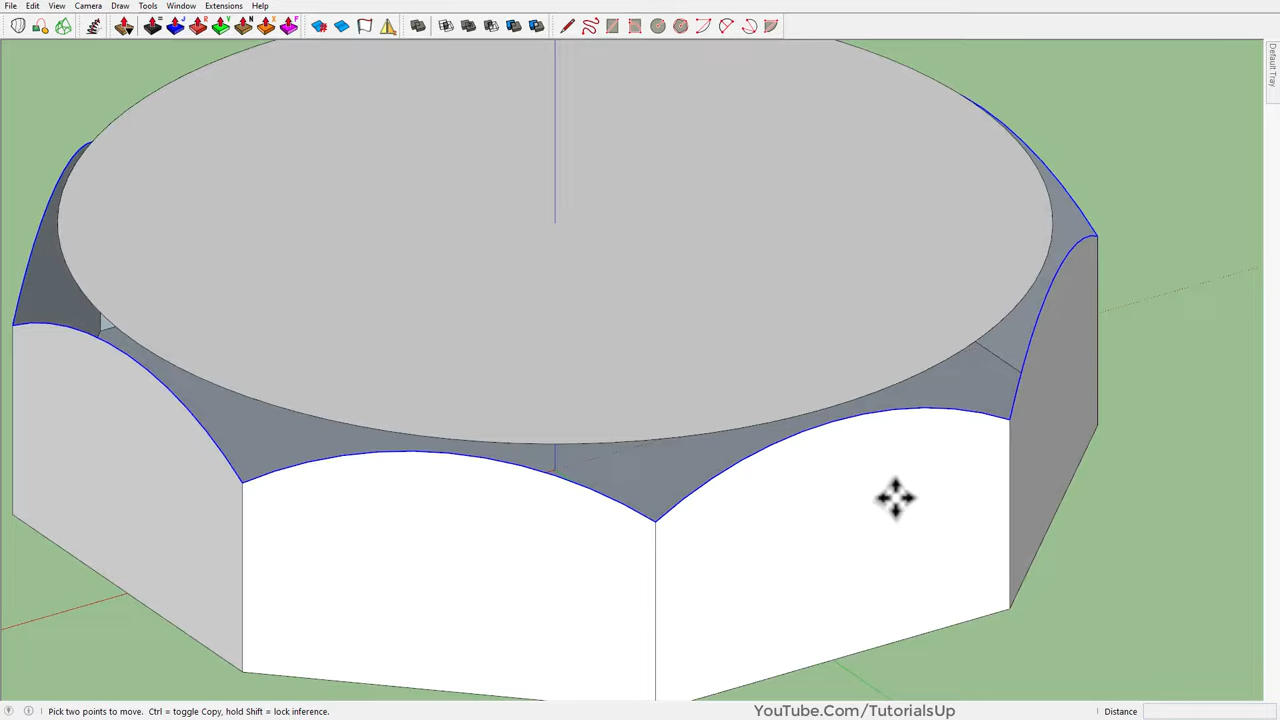 File Edit View Camera Draw Tools Window Extensions Help
Default Tray
Pick two points to move. Ctrl = toggle Copy, hold Shift = lock inference.
YouTube.Com/TutorialsUp
Distance